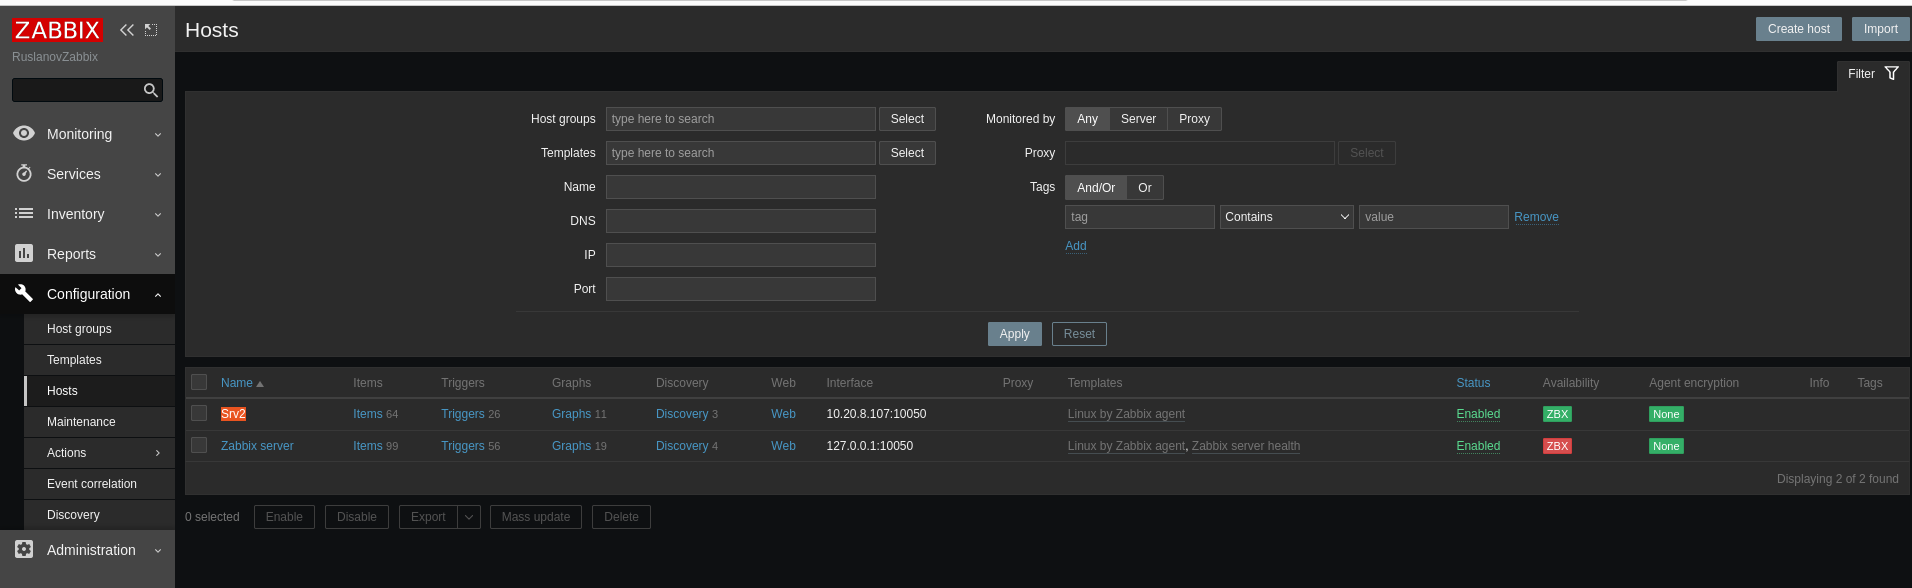 ZABBIX
RuslanovZabbix
Monitoring
Services
Inventory
Reports
Configuration
Host groups
Templates
Hosts
Maintenance
Actions
Event correlation
Discovery
Administration
Hosts
Create host Import
Filter
Host groups type here to search Select
Templates type here to search Select
Name
DNS
IP
Port
Monitored by Any Server Proxy
Proxy Select
Tags And/Or Or
tag Contains value Remove
Add
Apply Reset
Name Items Triggers Graphs Discovery Web Interface Proxy Templates Status Availability Agent encryption Info Tags
Srv2 Items 64 Triggers 26 Graphs 11 Discovery 3 Web 10.20.8.107:10050 Linux by Zabbix agent Enabled ZBX None
Zabbix server Items 99 Triggers 56 Graphs 19 Discovery 4 Web 127.0.0.1:10050 Linux by Zabbix agent, Zabbix server health Enabled ZBX None
Displaying 2 of 2 found
0 selected Enable Disable Export Mass update Delete